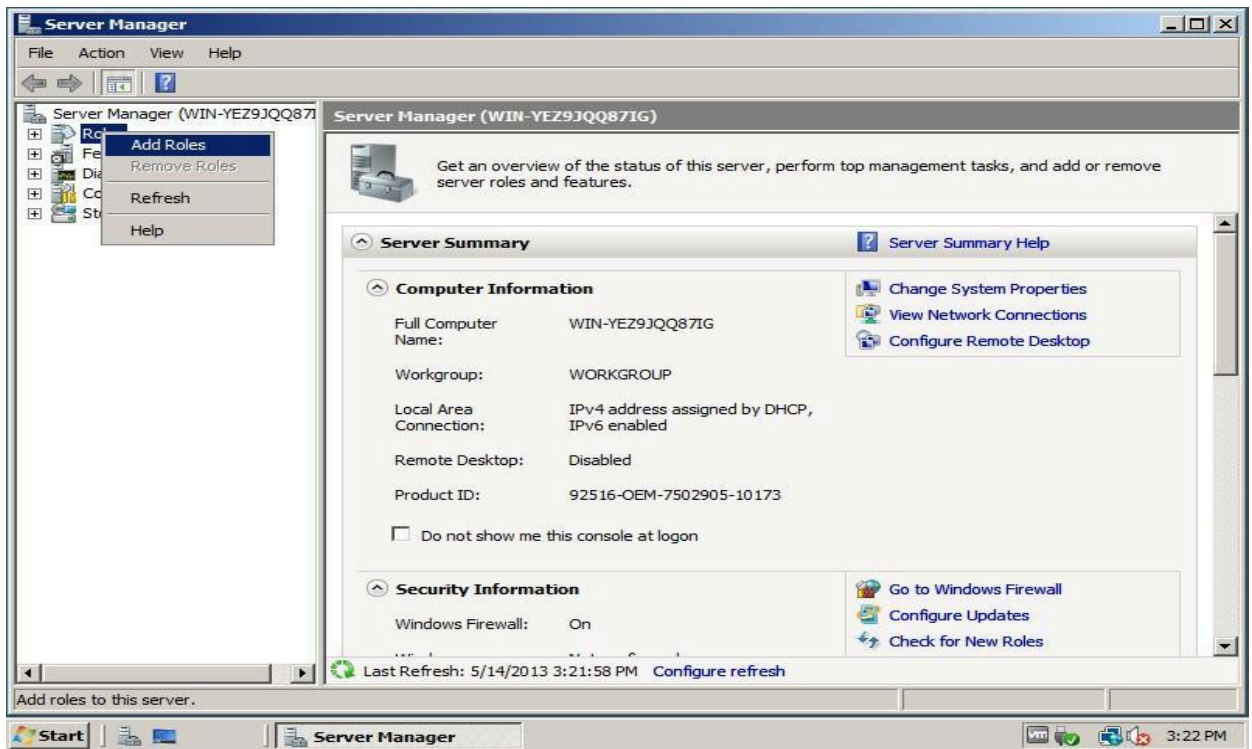 Server Manager
File Action View Help
Server Manager (WIN-YEZ9JQQ87I
Add Roles
Remove Roles
Refresh
Help
Server Manager (WIN-YEZ9JQQ87IG)
Get an overview of the status of this server, perform top management tasks, and add or remove
server roles and features.
Server Summary
Server Summary Help
Computer Information
Full Computer
Name:
WIN-YEZ9JQQ87IG
Workgroup:
WORKGROUP
Local Area
Connection:
IPv4 address assigned by DHCP,
IPv6 enabled
Remote Desktop:
Disabled
Product ID:
92516-OEM-7502905-10173
Do not show me this console at logon
Change System Properties
View Network Connections
Configure Remote Desktop
Security Information
Windows Firewall:
On
Go to Windows Firewall
Configure Updates
Check for New Roles
Last Refresh: 5/14/2013 3:21:58 PM Configure refresh
Add roles to this server.
Start
Server Manager
3:22 PM